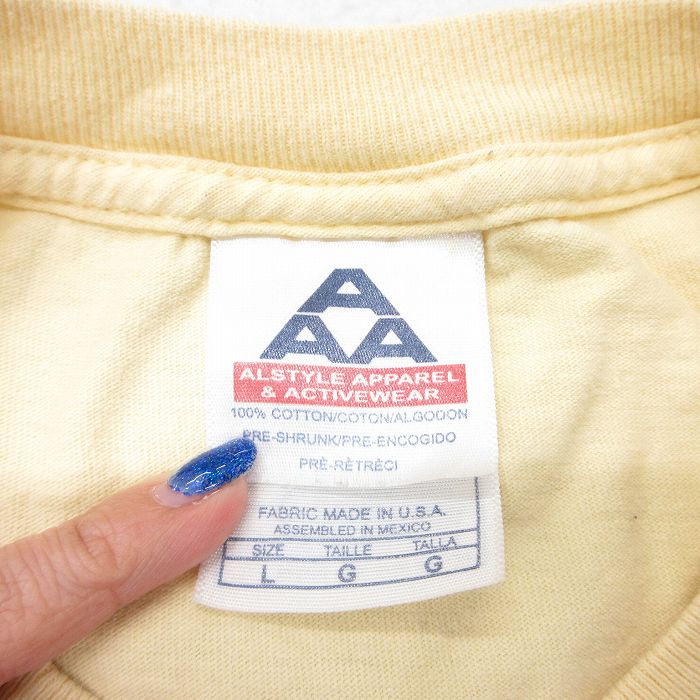 A
AAA
ALSTYLE APPAREL
& ACTIVEWEAR
100% COTTON/COTON/ALGODON
PRE-SHRUNK/PRE-ENCOGIDO
PRÉ-RÈTRÈCI
FABRIC MADE IN U.S.A.
ASSEMBLED IN MEXICO
SIZE TAILLE TALLA
L G G